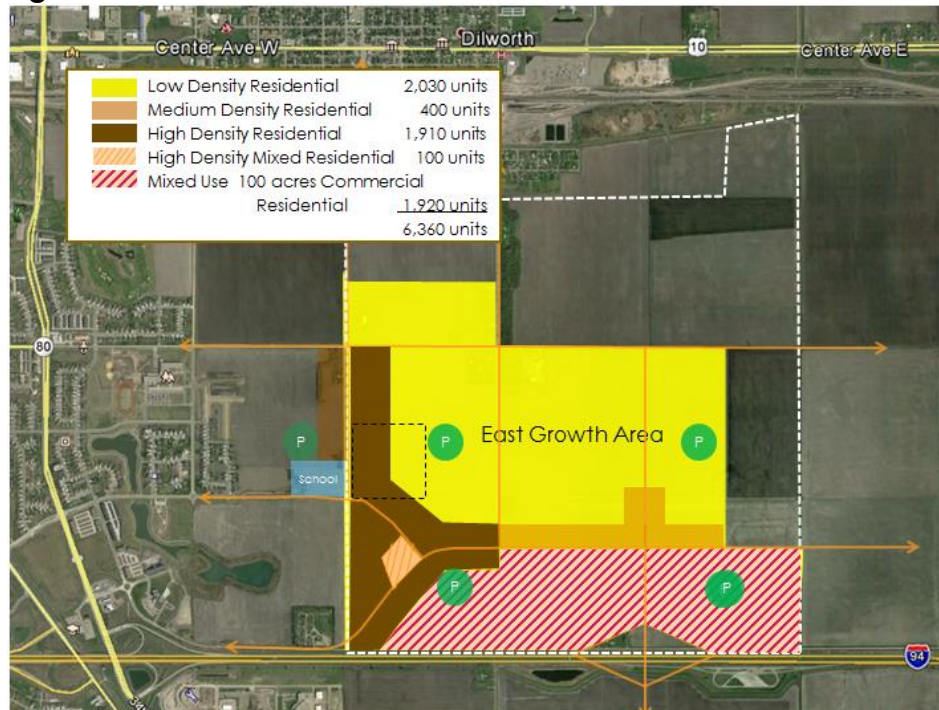 Center Ave W
Dilworth
10
Center Ave E
Low Density Residential 2,030 units
Medium Density Residential 400 units
High Density Residential 1,910 units
High Density Mixed Residential 100 units
Mixed Use 100 acres Commercial
Residential 1,920 units
6,360 units
80
P
P
East Growth Area
P
School
P
P
94